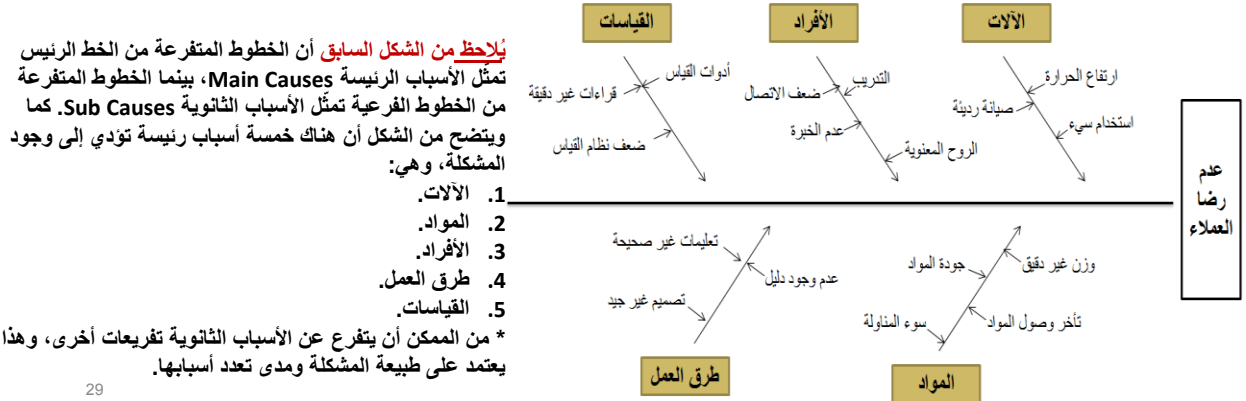 القياسات
الأفراد
الآلات
يُلاحظ من الشكل السابق أن الخطوط المتفرعة من الخط الرئيس
تمثّل الأسباب الرئيسة Main Causes، بينما الخطوط المتفرعة
من الخطوط الفرعية تمثّل الأسباب الثانوية Sub Causes. كما
ويتضح من الشكل أن هناك خمسة أسباب رئيسة تؤدي إلى وجود
المشكلة، وهي:
1. الآلات.
2. المواد.
3. الأفراد.
4. طرق العمل.
5. القياسات.
* من الممكن أن يتفرع عن الأسباب الثانوية تفريعات أخرى، وهذا
يعتمد على طبيعة المشكلة ومدى تعدد أسبابها.
29
ارتفاع الحرارة
صيانة رديئة
استخدام سيء
التدريب
ضعف الاتصال
عدم الخبرة
الروح المعنوية
أدوات القياس
قراءات غير دقيقة
ضعف نظام القياس
عدم
رضا
العملاء
وزن غير دقيق
جودة المواد
تأخر وصول المواد
سوء المناولة
تعليمات غير صحيحة
عدم وجود دليل
تصميم غير جيد
طرق العمل
المواد